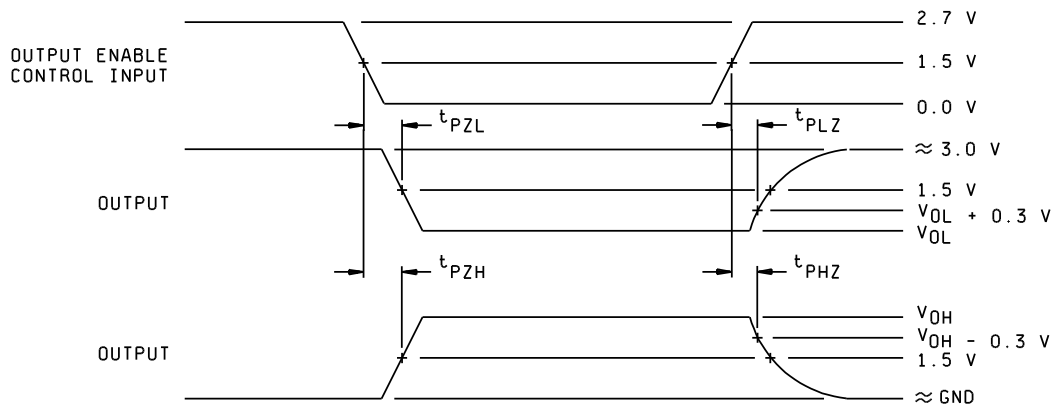 2.7 V
OUTPUT ENABLE
CONTROL INPUT
1.5 V
0.0 V
tPZL
tPLZ
≈ 3.0 V
1.5 V
OUTPUT
VOL + 0.3 V
VOL
tPZH
tPHZ
VOH
VOH - 0.3 V
OUTPUT
1.5 V
≈ GND